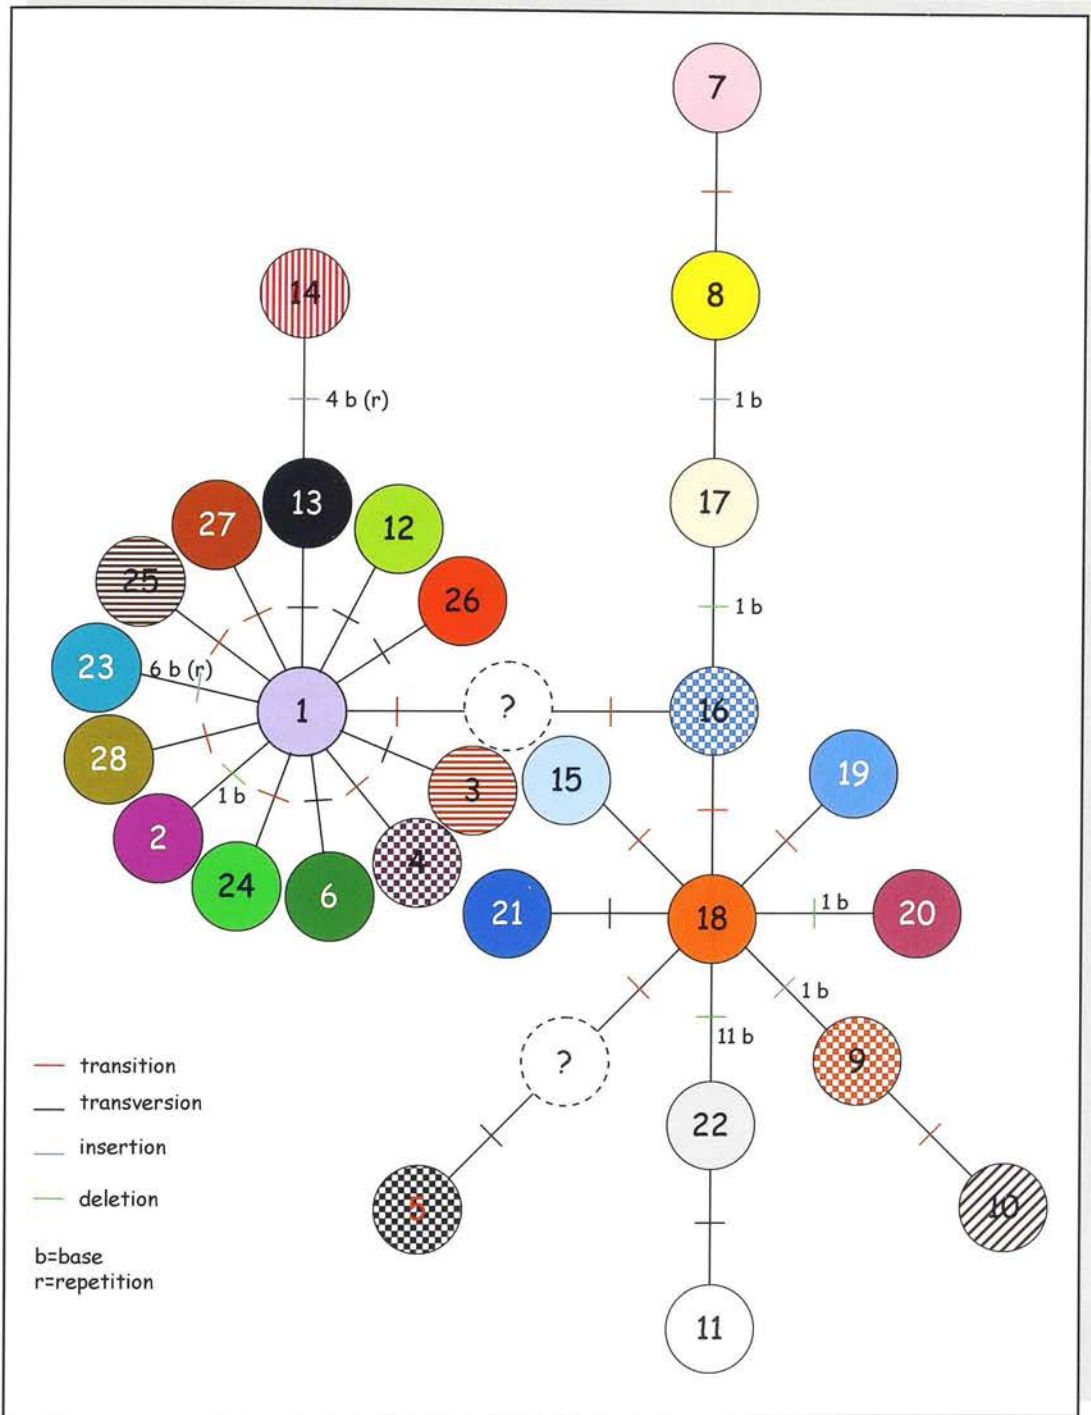 7
8
14
4 b (r)
1 b
13
17
27
12
25
26
1 b
23
6 b (r)
1
?
16
28
3
15
19
1 b
2
4
24
6
21
18
1 b
20
1 b
11 b
9
?
22
5
10
11
transition
transversion
insertion
deletion
b=base
r=repetition